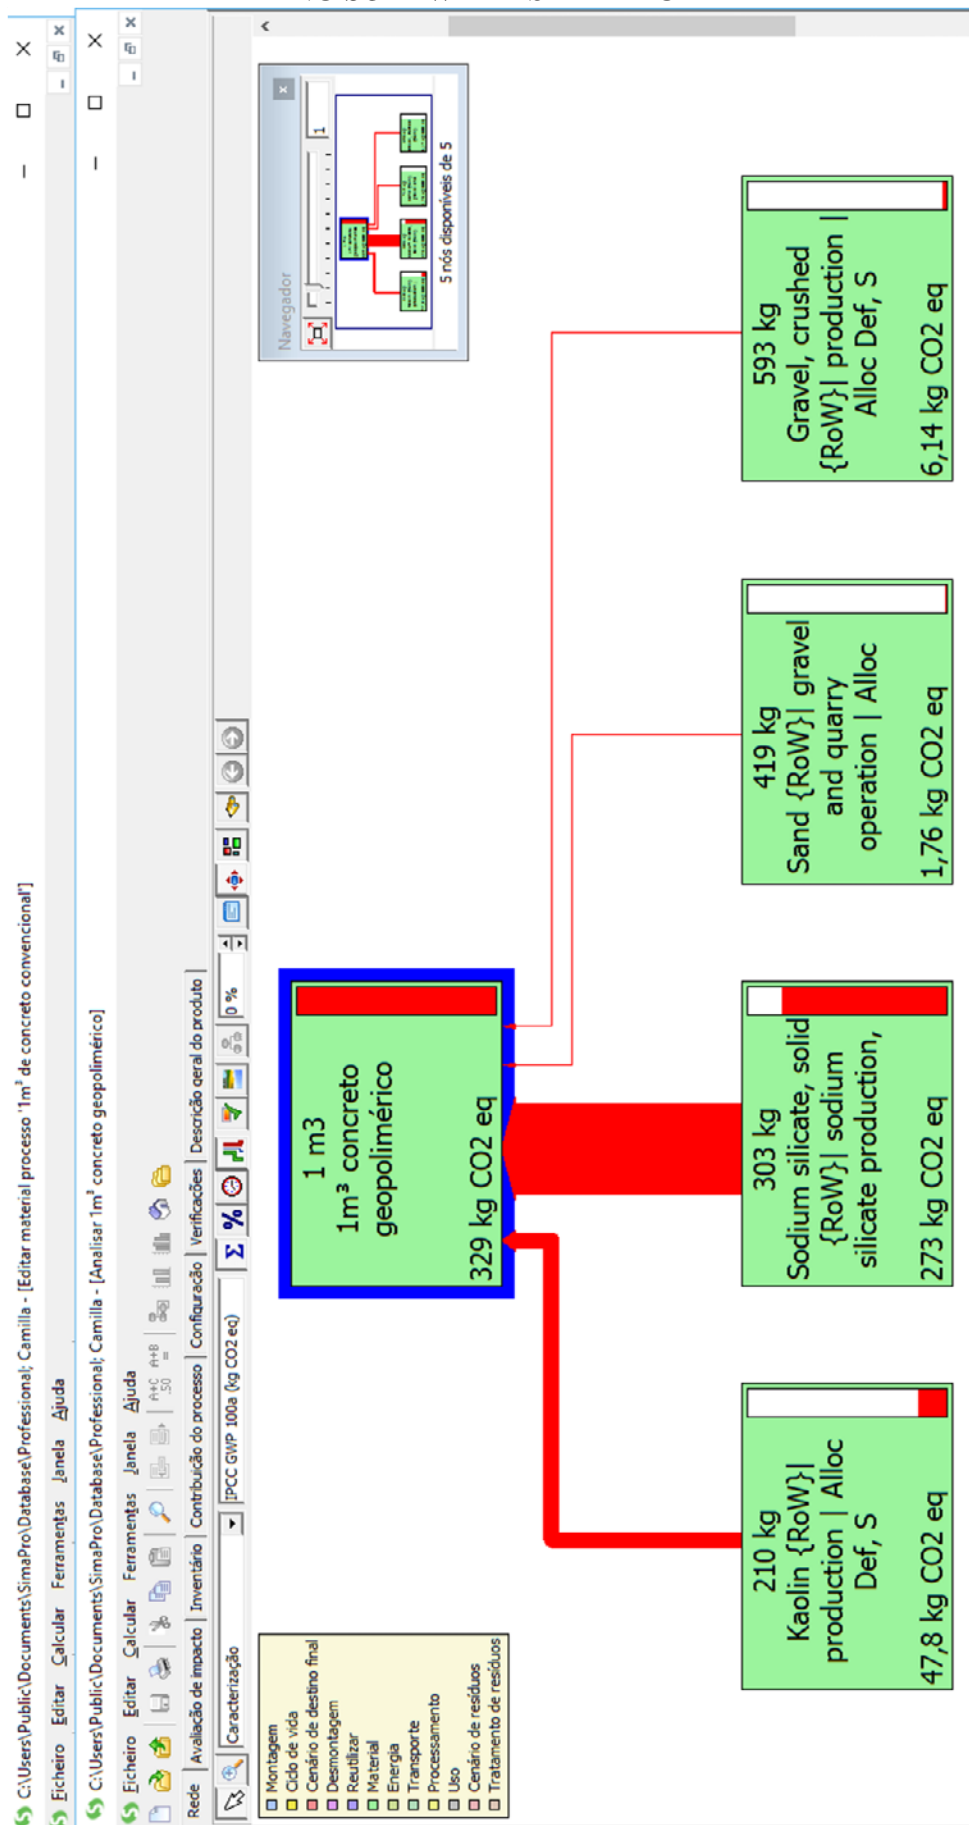 C:\Users\Public\Documents\SimaPro\Database\Professional; Camilla - [Editar material processo '1m³ de concreto convencional']
Ficheiro Editar Calcular Ferramentas Janela Ajuda
C:\Users\Public\Documents\SimaPro\Database\Professional; Camilla - [Analisar 1m³ concreto geopolimérico]
Ficheiro Editar Calcular Ferramentas Janela Ajuda
A+C .50 A+B =
Rede Avaliação de impacto Inventário Contribuição do processo Configuração Verificações Descrição geral do produto
Caracterização IPCC GWP 100a (kg CO2 eq) Σ % 0 %
Montagem
Ciclo de vida
Cenário de destino final
Desmontagem
Reutilizar
Material
Energia
Transporte
Processamento
Uso
Cenário de resíduos
Tratamento de resíduos
1 m3
1m³ concreto
geopolimérico
329 kg CO2 eq
Navegador
1
5 nós disponíveis de 5
210 kg
Kaolin {RoW}|
production | Alloc
Def, S
47,8 kg CO2 eq
303 kg
Sodium silicate, solid
{RoW}| sodium
silicate production,
273 kg CO2 eq
419 kg
Sand {RoW}| gravel
and quarry
operation | Alloc
1,76 kg CO2 eq
593 kg
Gravel, crushed
{RoW}| production |
Alloc Def, S
6,14 kg CO2 eq